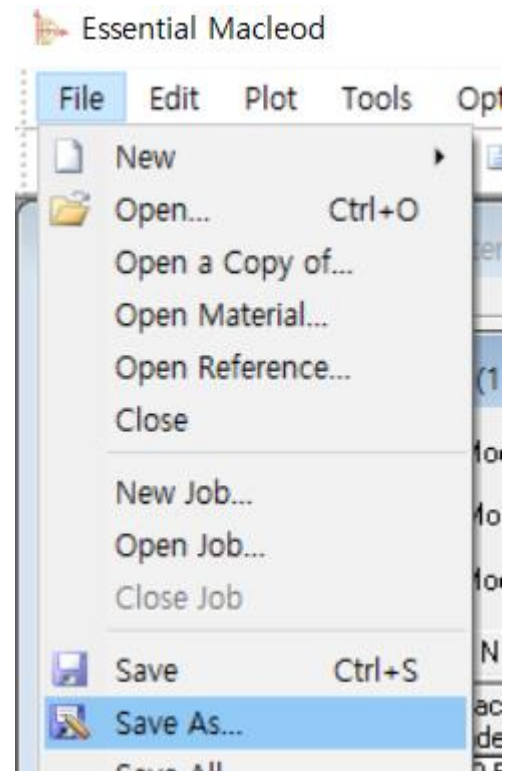 Essential Macleod
File Edit Plot Tools
New
Open... Ctrl+O
Open a Copy of...
Open Material...
Open Reference...
Close
New Job...
Open Job...
Close Job
Save Ctrl+S
Save As...